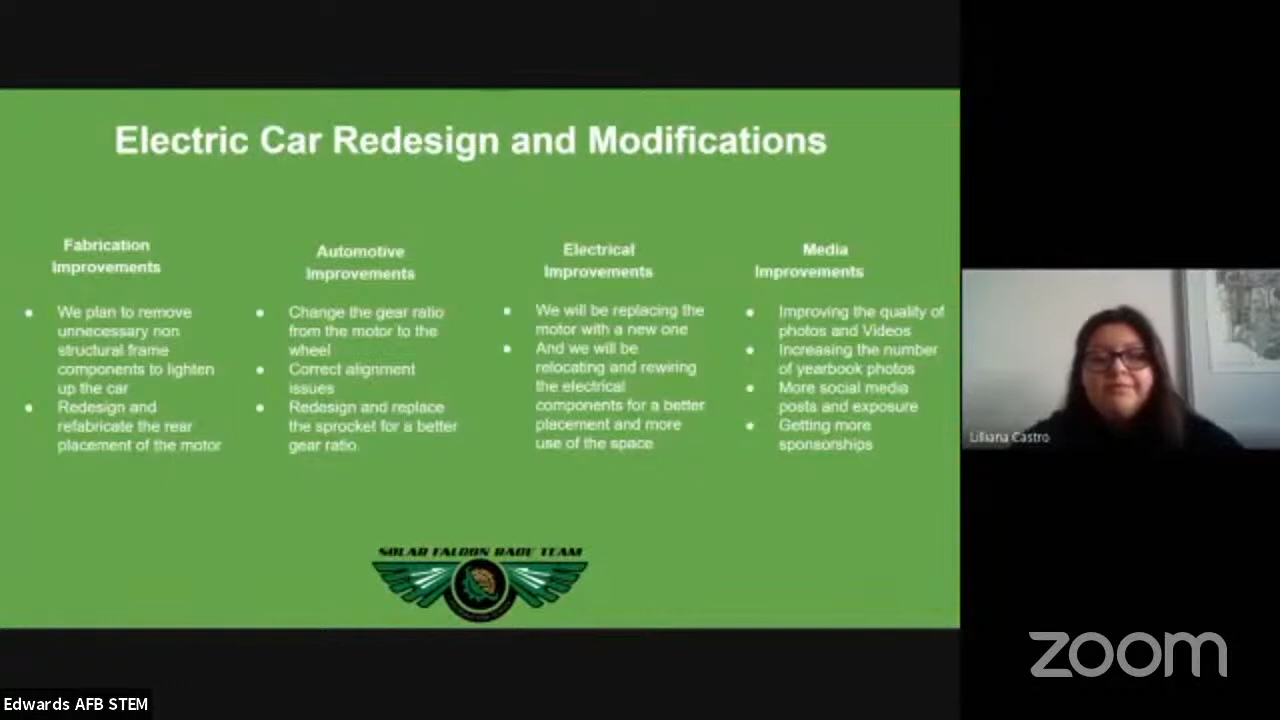 Electric Car Redesign and Modifications
Fabrication
Improvements
We plan to remove
unnecessary non
structural frame
components to lighten
up the car
Redesign and
refabricate the rear
placement of the motor
Automotive
Improvements
Change the gear ratio
from the motor to the
wheel
Correct alignment
issues
Redesign and replace
the sprocket for a better
gear ratio.
Electrical
Improvements
We will be replacing the
motor with a new one
And we will be
relocating and rewiring
the electrical
components for a better
placement and more
use of the space
Media
Improvements
Improving the quality of
photos and Videos
Increasing the number
of yearbook photos
More social media
posts and exposure
Getting more
sponsorships
SOLAR FALCON RACE TEAM
Lilliana Castro
zoom
Edwards AFB STEM